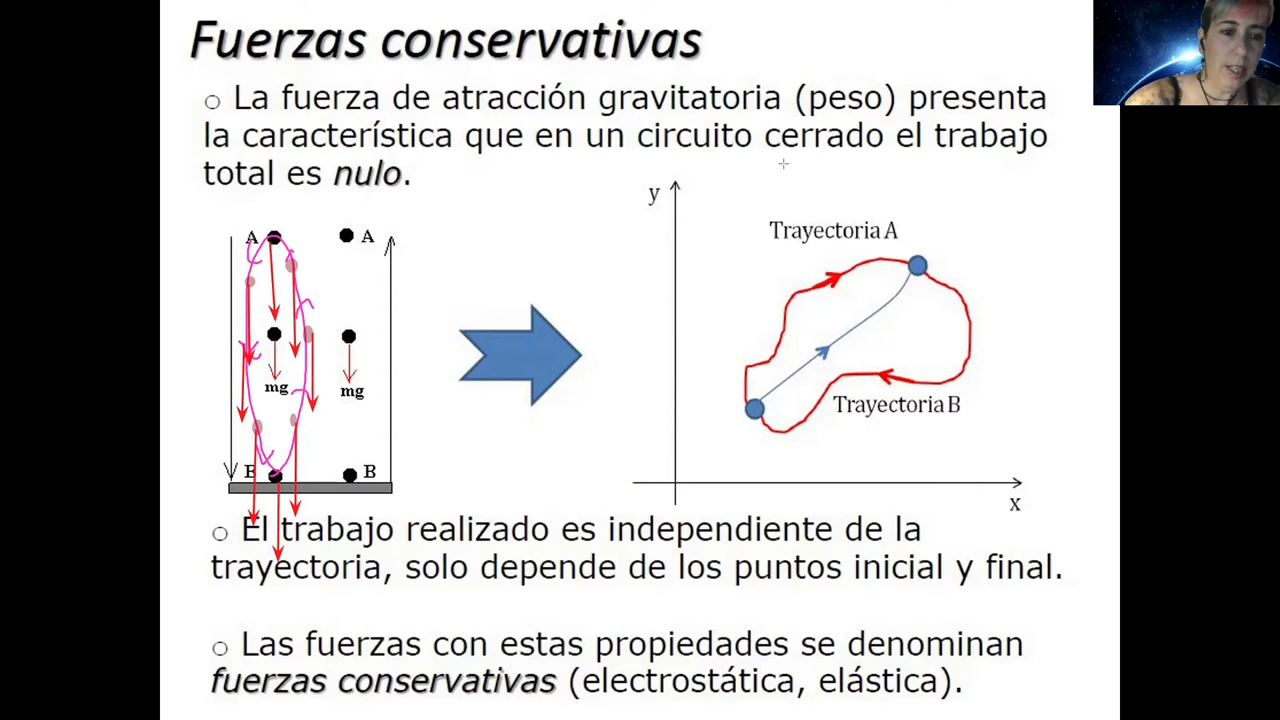 Fuerzas conservativas
o La fuerza de atracción gravitatoria (peso) presenta
la característica que en un circuito cerrado el trabajo
total es nulo.
y
Trayectoria A
A
A
mg
mg
Trayectoria B
B
x
o El trabajo realizado es independiente de la
trayectoria, solo depende de los puntos inicial y final.
o Las fuerzas con estas propiedades se denominan
fuerzas conservativas (electrostática, elástica).